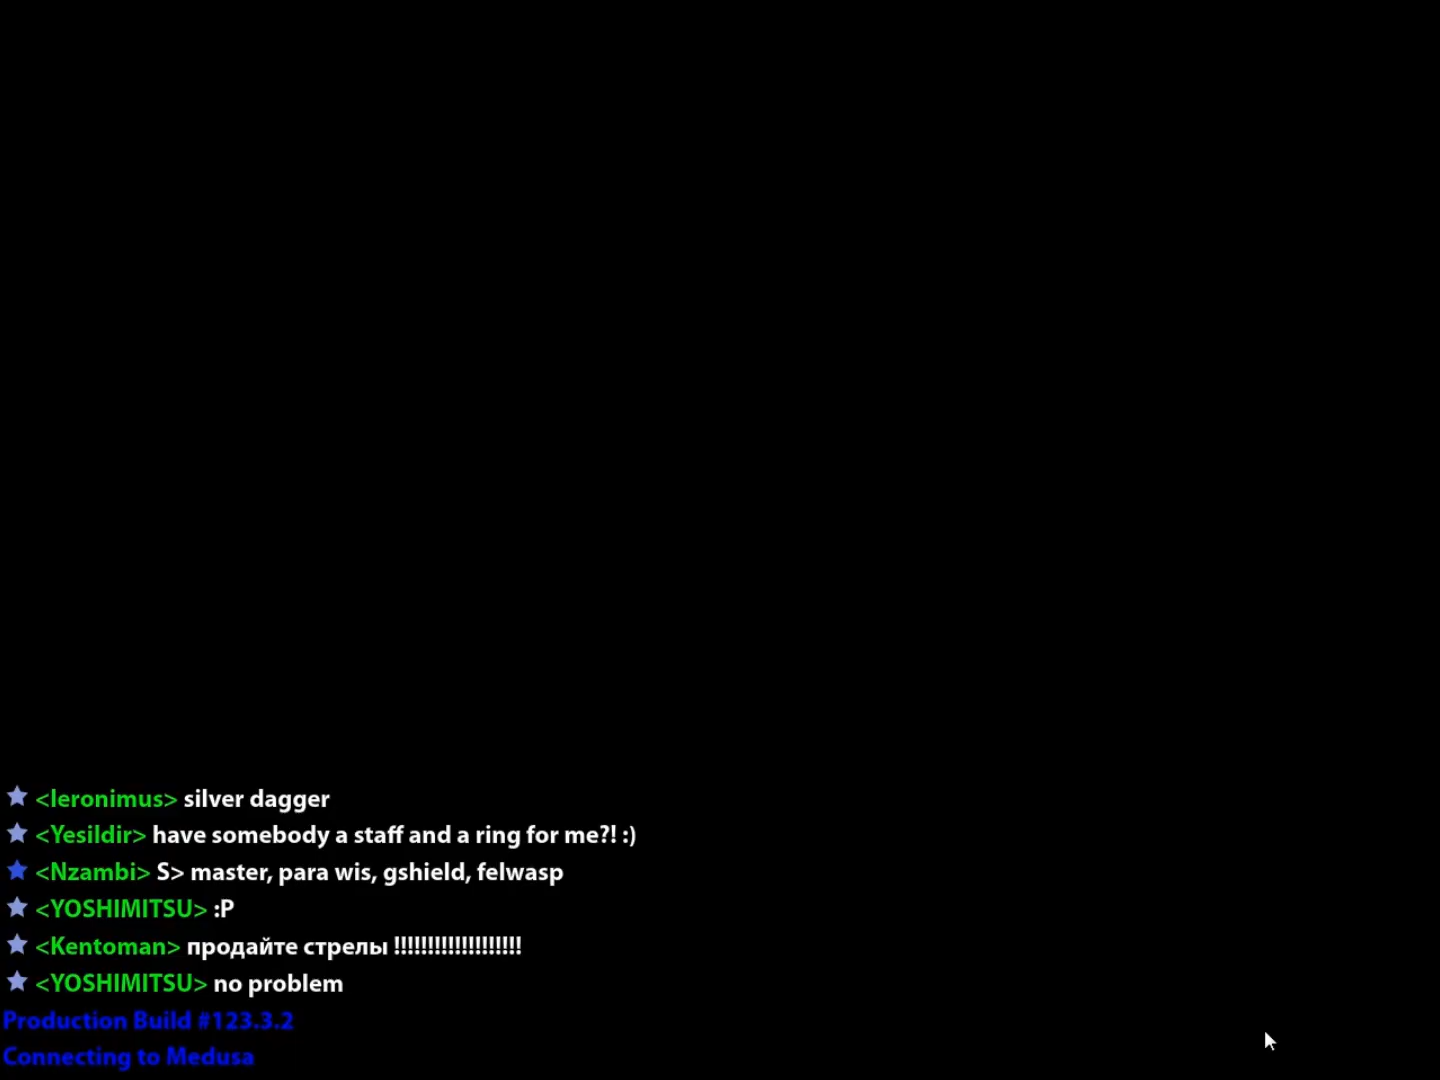 <Ieronimus> silver dagger
<Yesildir> have somebody a staff and a ring for me?! :)
<Nzambi> S> master, para wis, gshield, felwasp
<YOSHIMITSU> :P
<Kentoman> продайте стрелы !!!!!!!!!!!!!!!!!!!
<YOSHIMITSU> no problem
Production Build #123.3.2
Connecting to Medusa